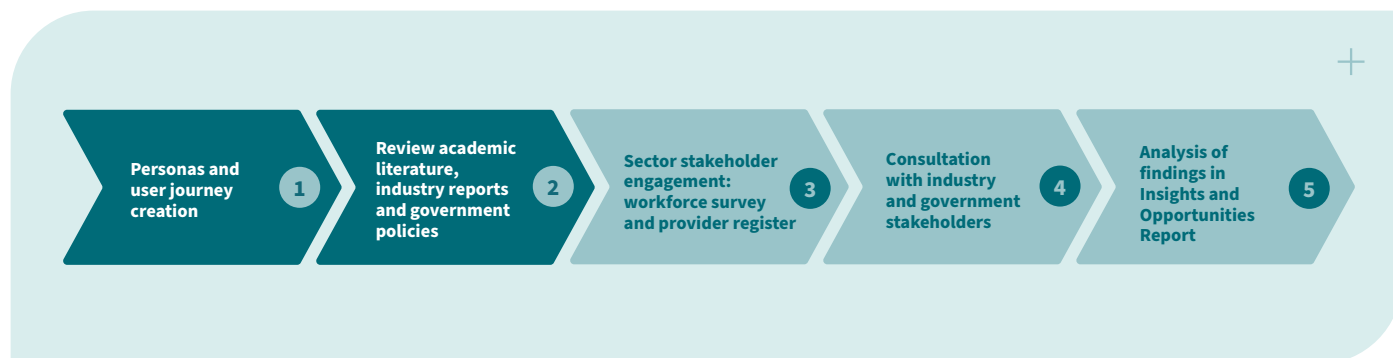 Personas and
user journey
creation
1
Review academic
literature,
industry reports
and government
policies
2
Sector stakeholder
engagement:
workforce survey
and provider register
3
Consultation
with industry
and government
stakeholders
4
Analysis of
findings in
Insights and
Opportunities
Report
5